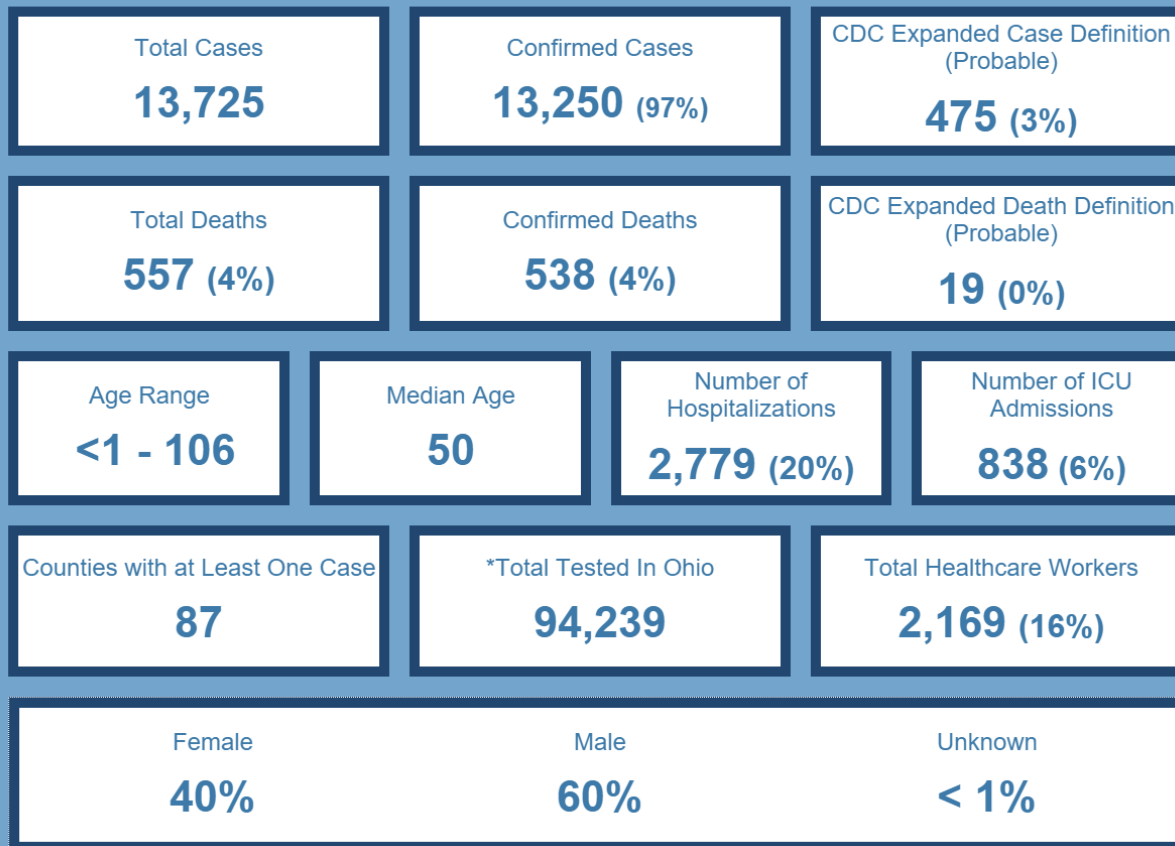 Total Cases
13,725
Confirmed Cases
13,250 (97%)
CDC Expanded Case Definition
(Probable)
475 (3%)
Total Deaths
557 (4%)
Confirmed Deaths
538 (4%)
CDC Expanded Death Definition
(Probable)
19 (0%)
Age Range
<1 - 106
Median Age
50
Number of
Hospitalizations
2,779 (20%)
Number of ICU
Admissions
838 (6%)
Counties with at Least One Case
87
*Total Tested In Ohio
94,239
Total Healthcare Workers
2,169 (16%)
Female
40%
Male
60%
Unknown
< 1%